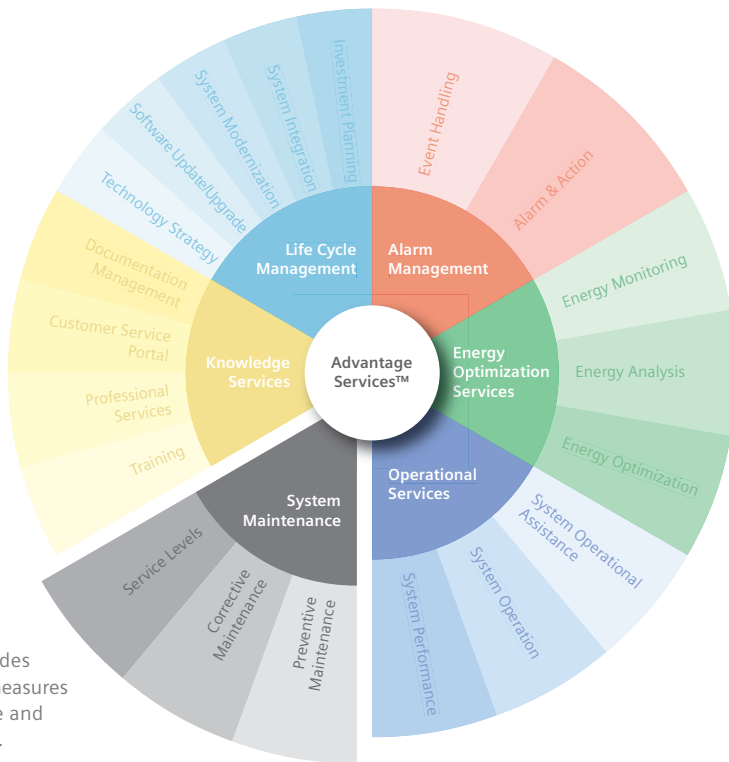 Investment Planning
System Integration
System Modernization
Software Update/Upgrade
Technology Strategy
Event Handling
Alarm & Action
Energy Monitoring
Energy Analysis
Energy Optimization
System Operational
Assistance
System Operation
System Performance
Preventive
Maintenance
Corrective
Maintenance
Service Levels
Training
Professional
Services
Customer Service
Portal
Documentation
Management
Life Cycle
Management
Alarm
Management
Knowledge
Services
Advantage
Services™
Energy
Optimization
Services
Operational
Services
System
Maintenance
des
easures
e and
.